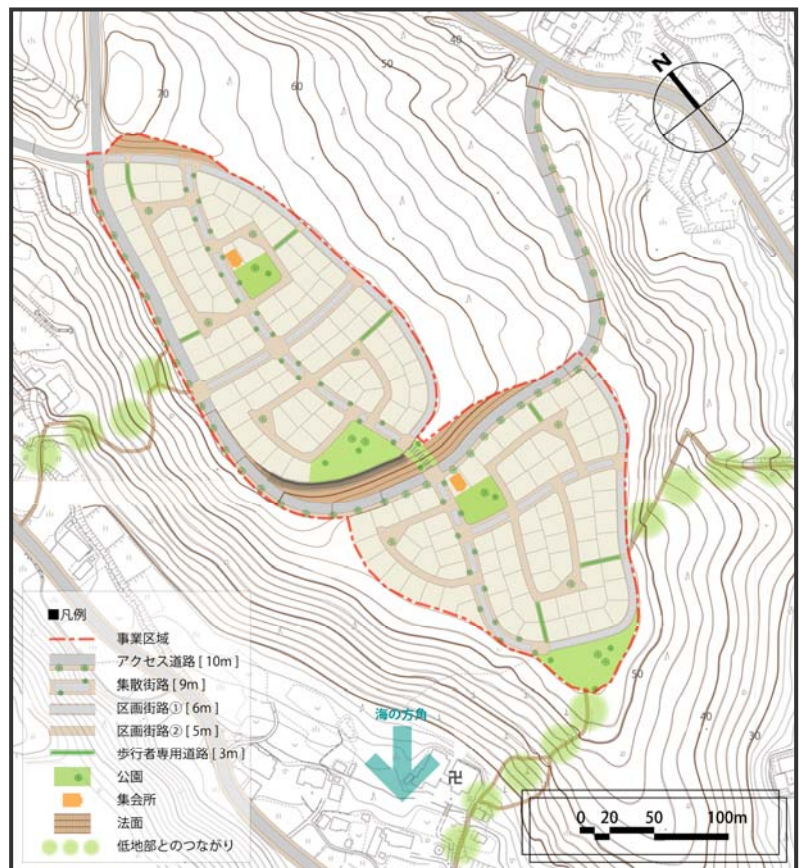 40
50
60
70
N
■凡例
事業区域
アクセス道路 [ 10m ]
集散街路 [ 9m ]
区画街路① [ 6m ]
区画街路② [ 5m ]
歩行者専用道路 [ 3m ]
公園
集会所
法面
低地部とのつながり
海の方角
卍
50
40
30
0 20 50 100m